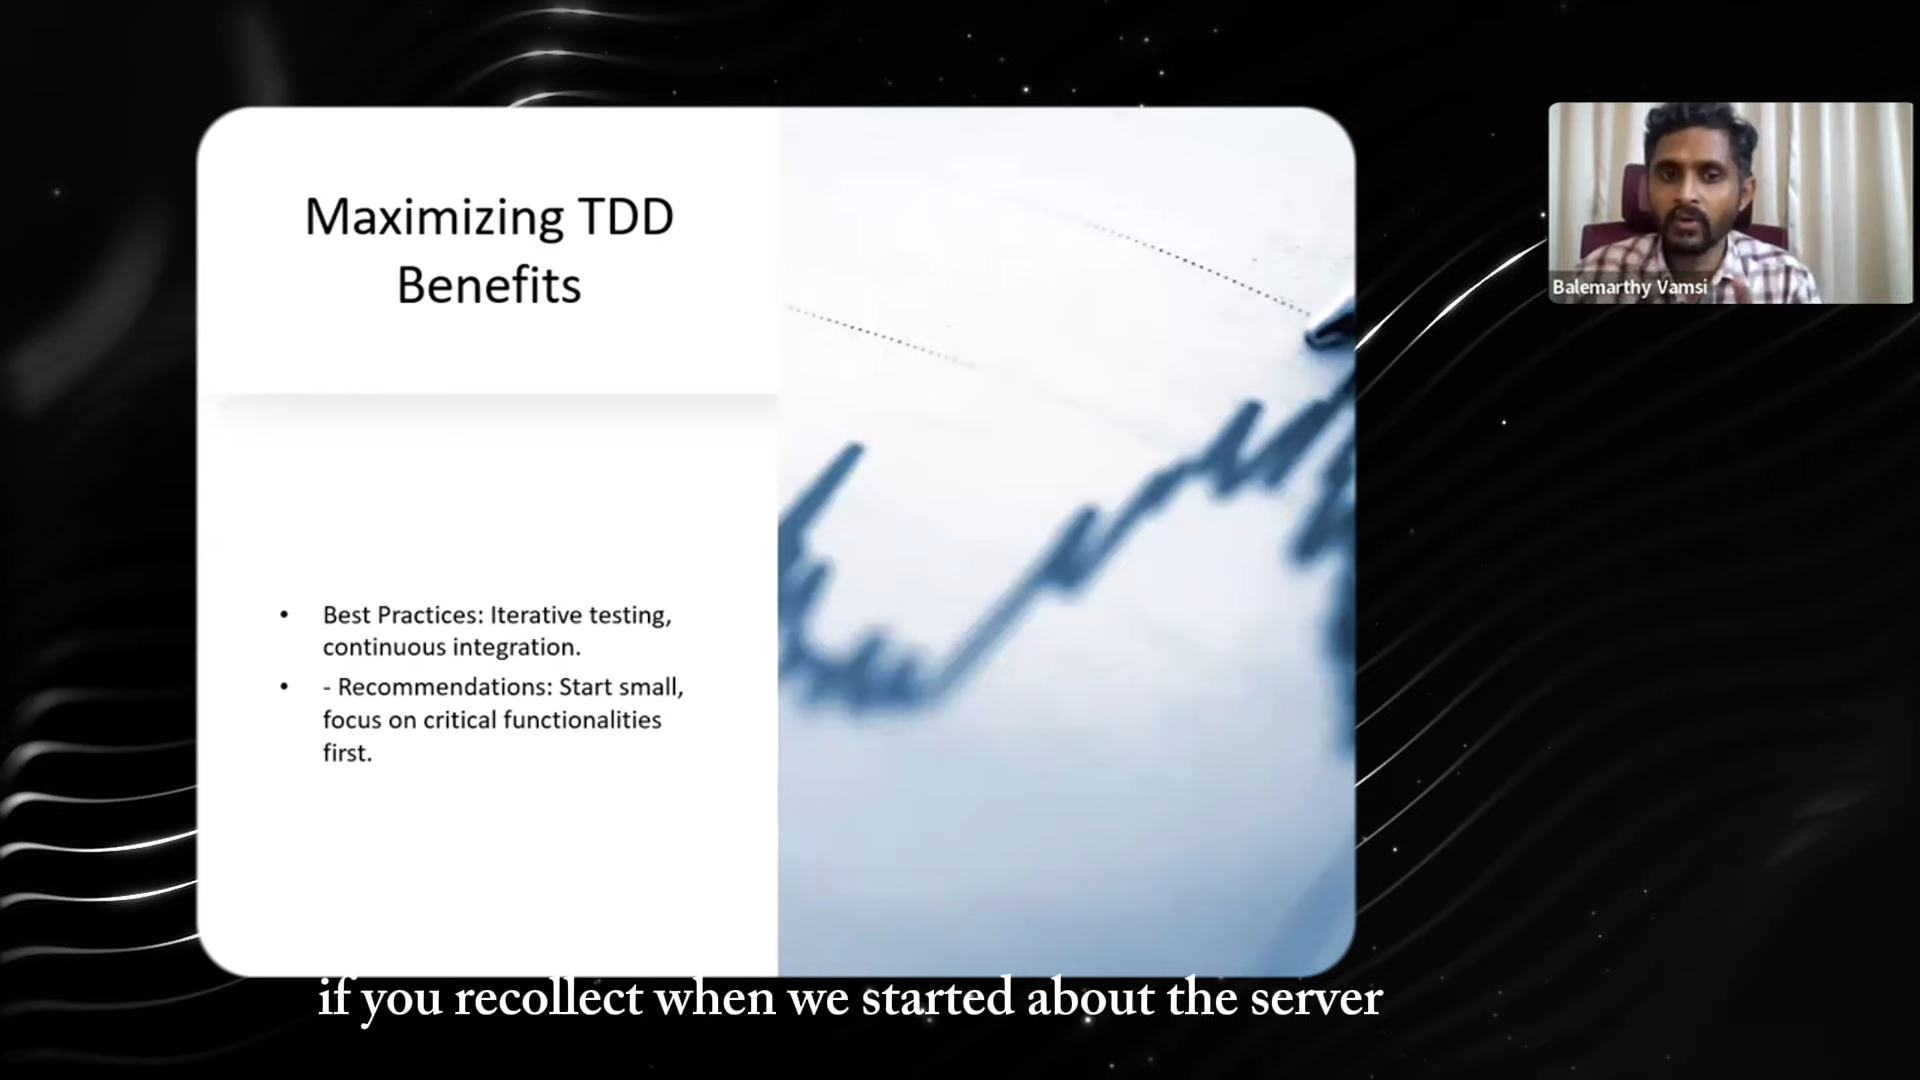 Maximizing TDD
Benefits
• Best Practices: Iterative testing,
continuous integration.
• - Recommendations: Start small,
focus on critical functionalities
first.
Balemarthy Vamsi
if you recollect when we started about the server